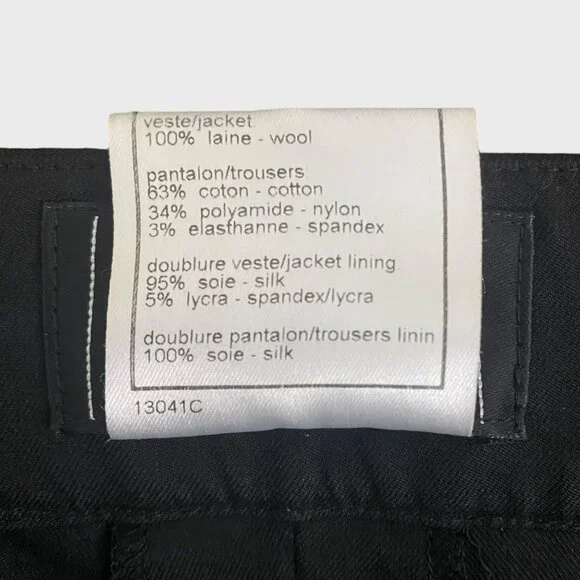 veste/jacket
100% laine - wool
pantalon/trousers
63% coton - cotton
34% polyamide - nylon
3% elasthanne - spandex
doublure veste/jacket lining
95% soie - silk
5% lycra - spandex/lycra
doublure pantalon/trousers linin
100% soie - silk
13041C